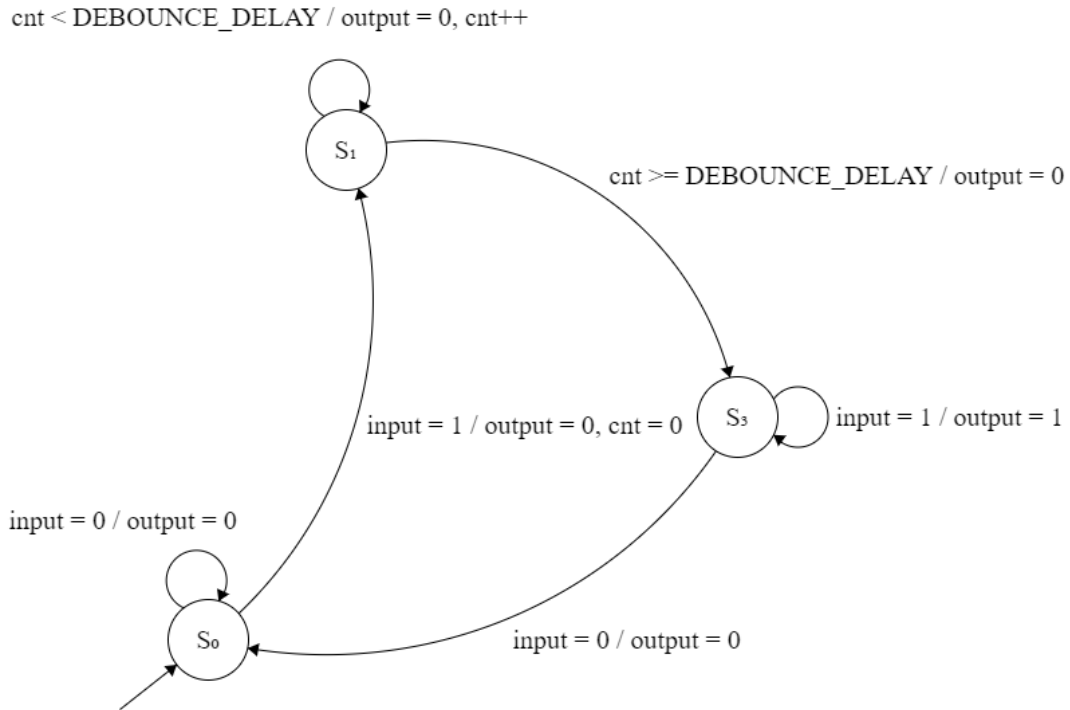 cnt < DEBOUNCE_DELAY / output = 0, cnt++
S₁
cnt >= DEBOUNCE_DELAY / output = 0
input = 1 / output = 0, cnt = 0
S₃
input = 1 / output = 1
input = 0 / output = 0
S₀
input = 0 / output = 0